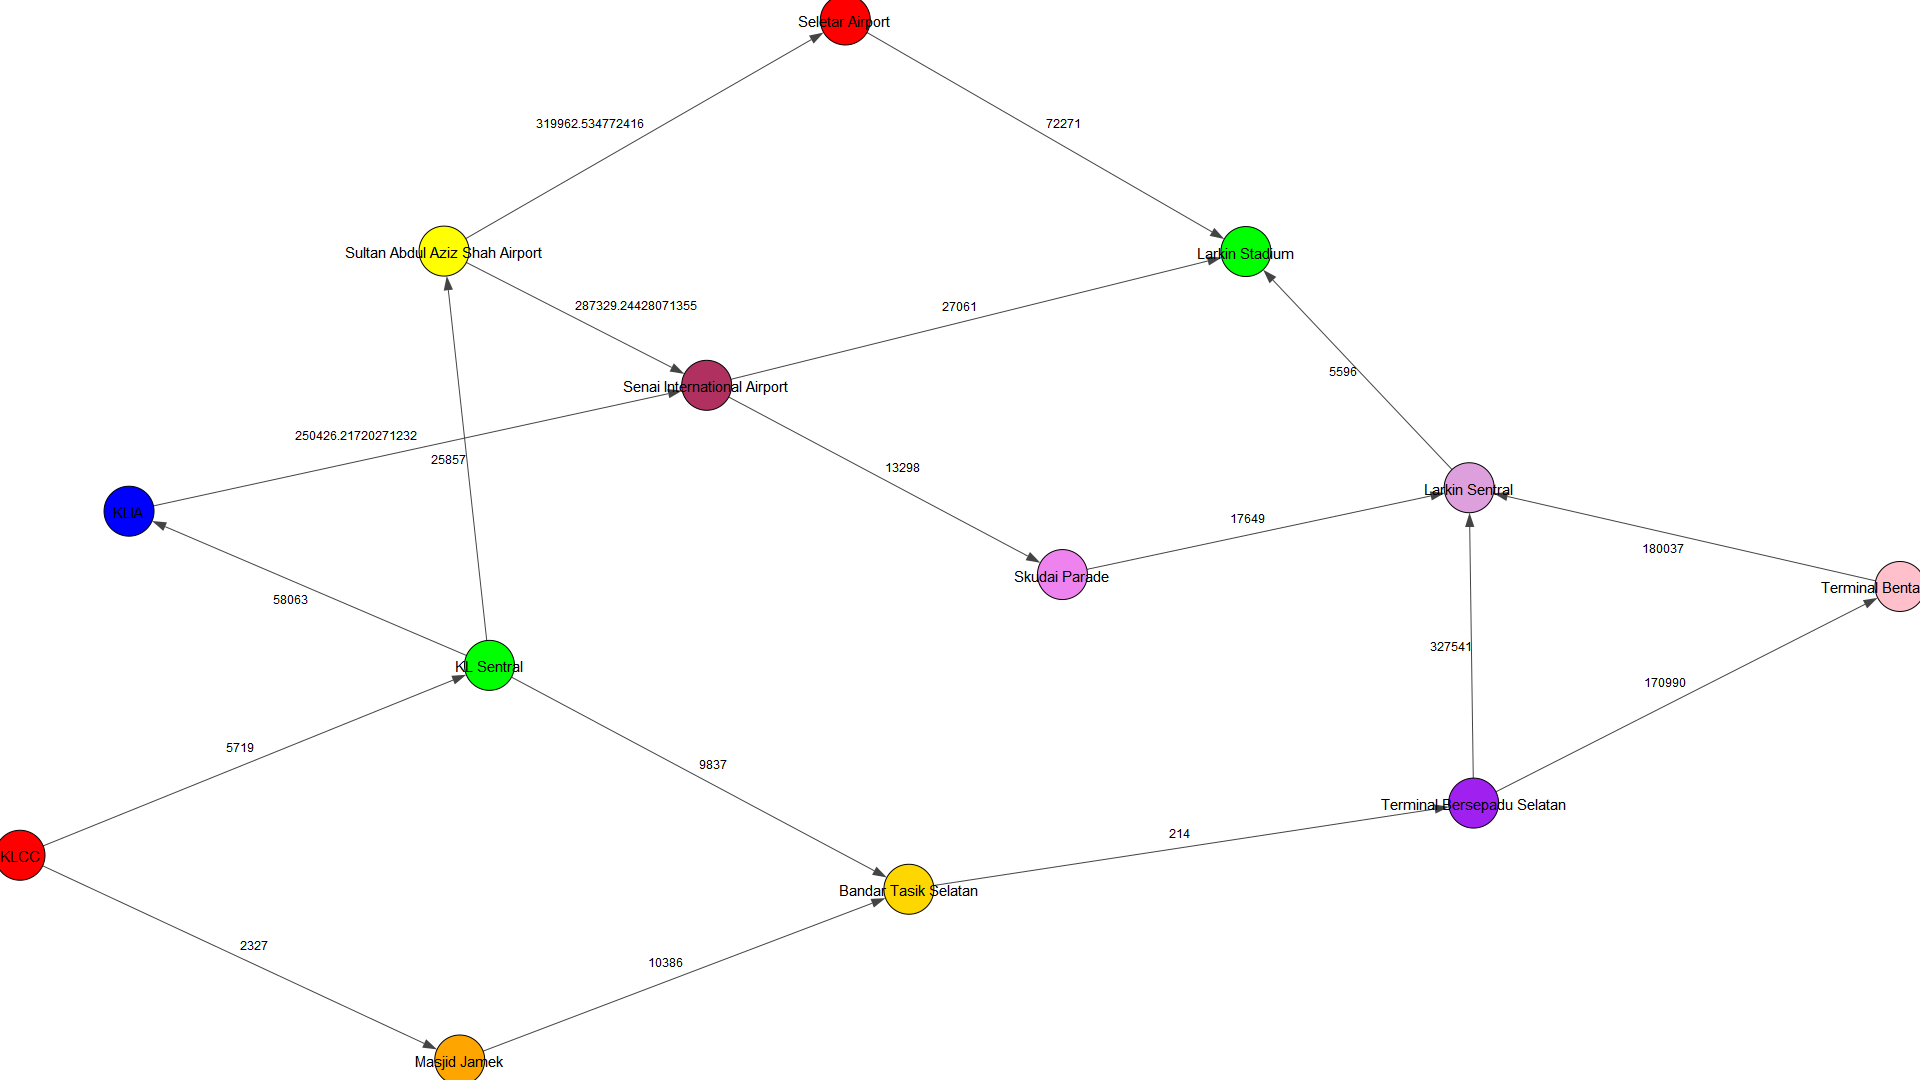 Seletar Airport
319962.534772416
72271
Sultan Abdul Aziz Shah Airport
Larkin Stadium
287329.24428071355
27061
5596
Senai International Airport
250426.21720271232
25857
13298
Larkin Sentral
KLIA
17649
180037
Skudai Parade
Terminal Benta
58063
327541
KL Sentral
170990
5719
9837
Terminal Bersepadu Selatan
214
KLCC
Bandar Tasik Selatan
2327
10386
Masjid Jamek